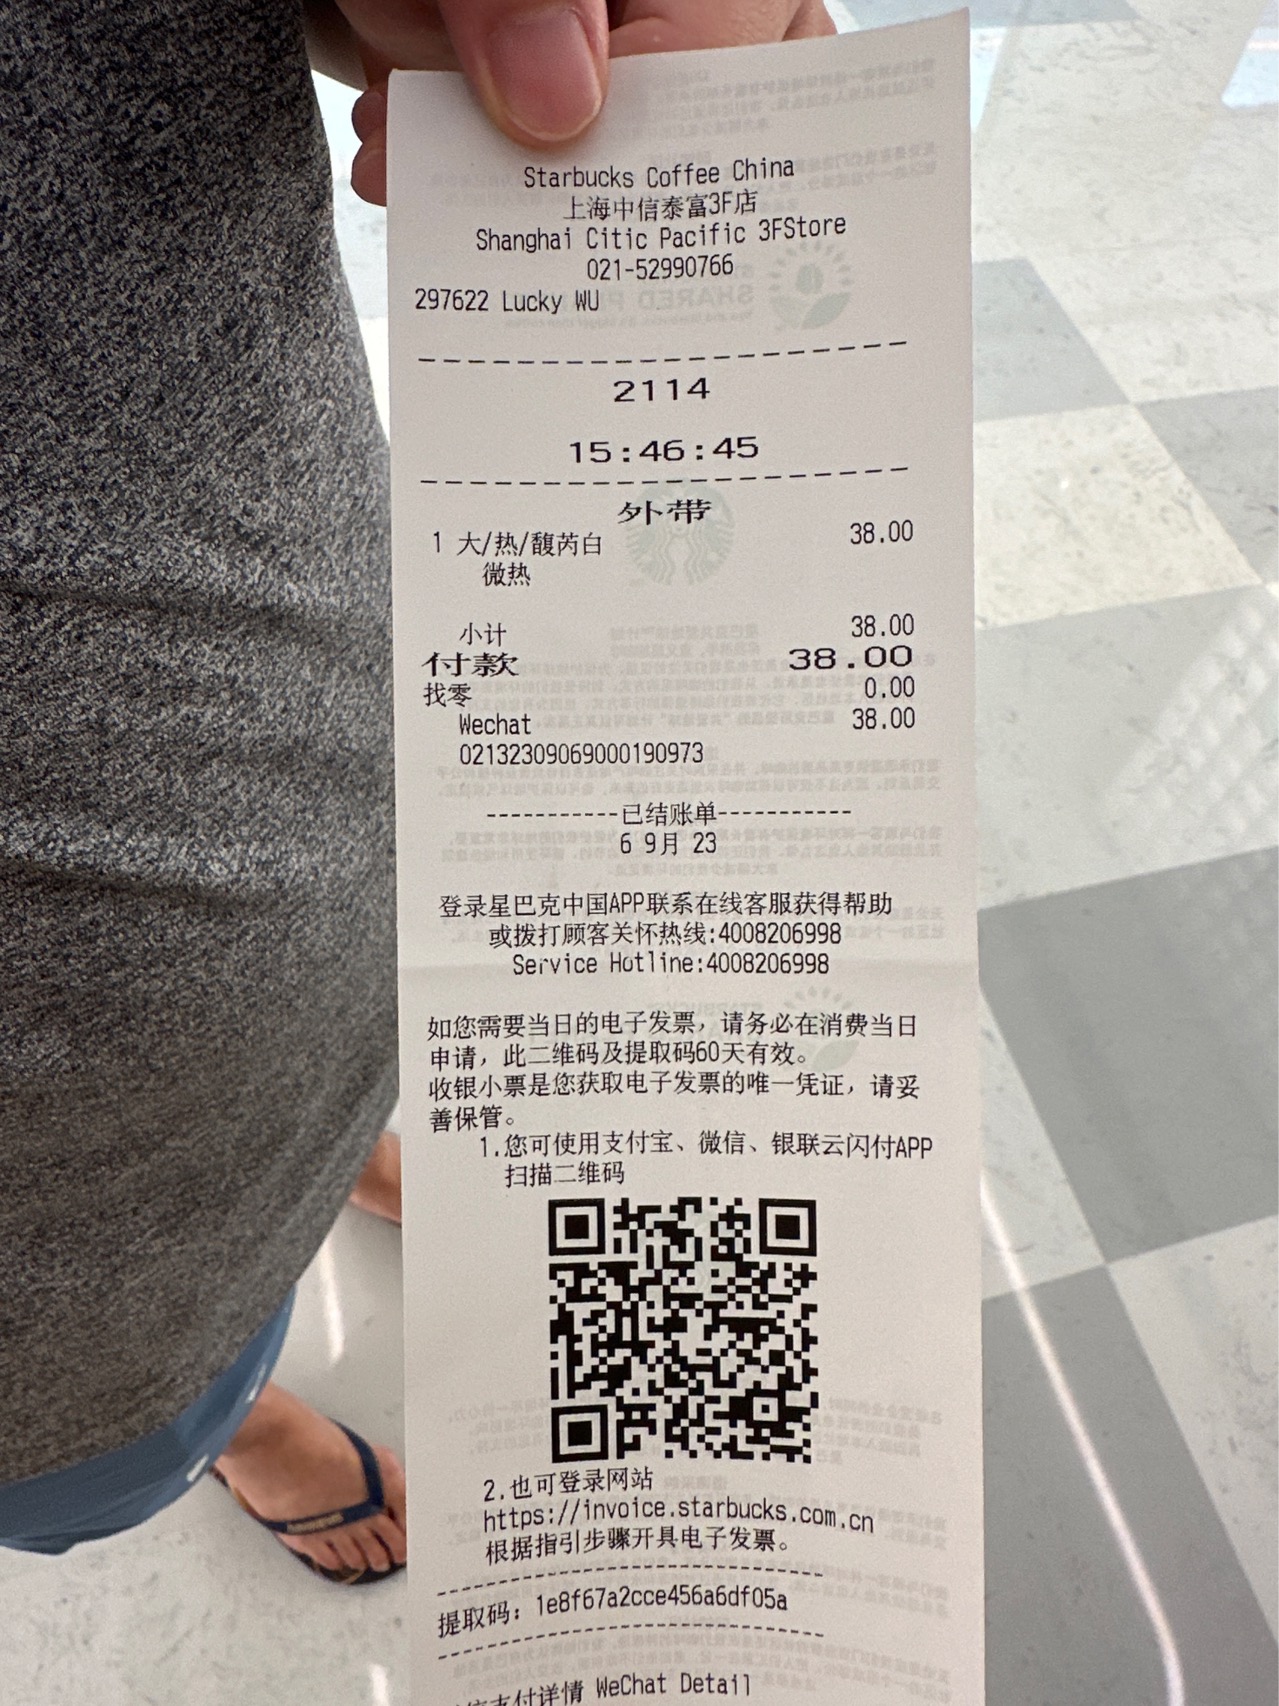 Starbucks Coffee China
上海中信泰富3F店
Shanghai Citic Pacific 3FStore
021-52990766
297622 Lucky WU
2114
15:46:45
外带
1 大/热/馥芮白 38.00
微热
小计 38.00
付款 38.00
找零 0.00
Wechat 38.00
02132309069000190973
-----------已结账单-----------
6 9月 23
登录星巴克中国APP联系在线客服获得帮助
或拨打顾客关怀热线:4008206998
Service Hotline:4008206998
如您需要当日的电子发票，请务必在消费当日
申请，此二维码及提取码60天有效。
收银小票是您获取电子发票的唯一凭证，请妥
善保管。
1.您可使用支付宝、微信、银联云闪付APP
扫描二维码
2.也可登录网站
https://invoice.starbucks.com.cn
根据指引步骤开具电子发票。
提取码：1e8f67a2cce456a6df05a
支付详情 WeChat Detail